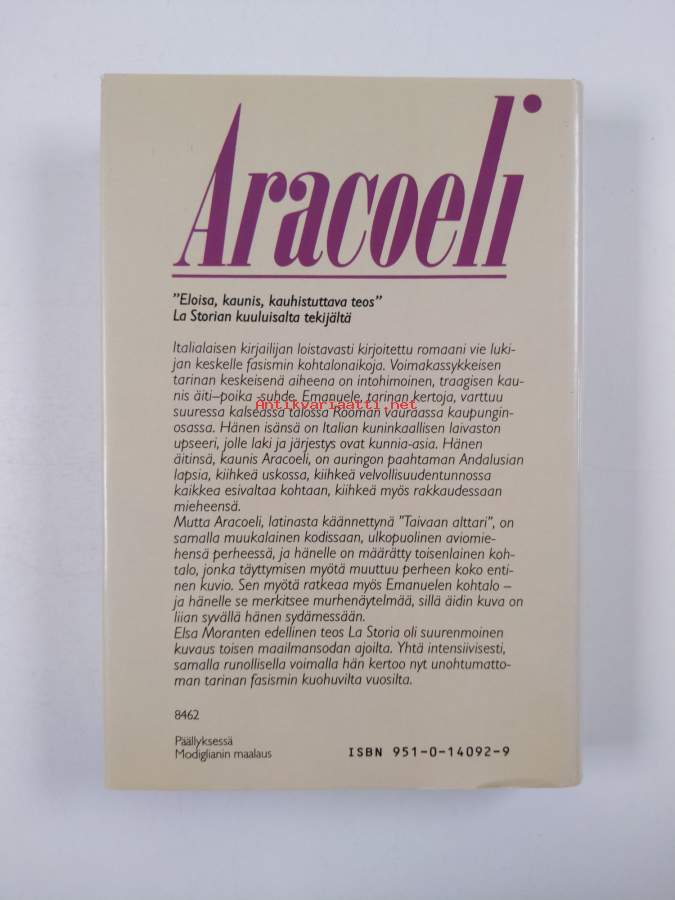 Aracoeli
"Eloisa, kaunis, kauhistuttava teos"
La Storian kuuluisalta tekijältä
Italialaisen kirjailijan loistavasti kirjoitettu romaani vie luki-
jan keskelle fasismin kohtalonaikoja. Voimakassykkeisen
tarinan keskeisenä aiheena on intohimoinen, traagisen kau-
nis äiti–poika -suhde. Emanuele, tarinan kertoja, varttuu
Antikvariaatti.net
suuressa kalseassa talossa Rooman vauraassa kaupungin-
osassa. Hänen isänsä on Italian kuninkaallisen laivaston
upseeri, jolle laki ja järjestys ovat kunnia-asia. Hänen
äitinsä, kaunis Aracoeli, on auringon paahtaman Andalusian
lapsia, kiihkeä uskossa, kiihkeä velvollisuudentunnossa
kaikkea esivaltaa kohtaan, kiihkeä myös rakkaudessaan
mieheensä.
Mutta Aracoeli, latinasta käännettynä "Taivaan alttari", on
samalla muukalainen kodissaan, ulkopuolinen aviomie-
hensä perheessä, ja hänelle on määrätty toisenlainen koh-
talo, jonka täyttymisen myötä muuttuu perheen koko enti-
nen kuvio. Sen myötä ratkeaa myös Emanuelen kohtalo –
ja hänelle se merkitsee murhenäytelmää, sillä äidin kuva on
liian syvällä hänen sydämessään.
Elsa Moranten edellinen teos La Storia oli suurenmoinen
kuvaus toisen maailmansodan ajoilta. Yhtä intensiivisesti,
samalla runollisella voimalla hän kertoo nyt unohtumatto-
man tarinan fasismin kuohuvilta vuosilta.
8462
Päällyksessä
Modiglianin maalaus
ISBN 951-0-14092-9